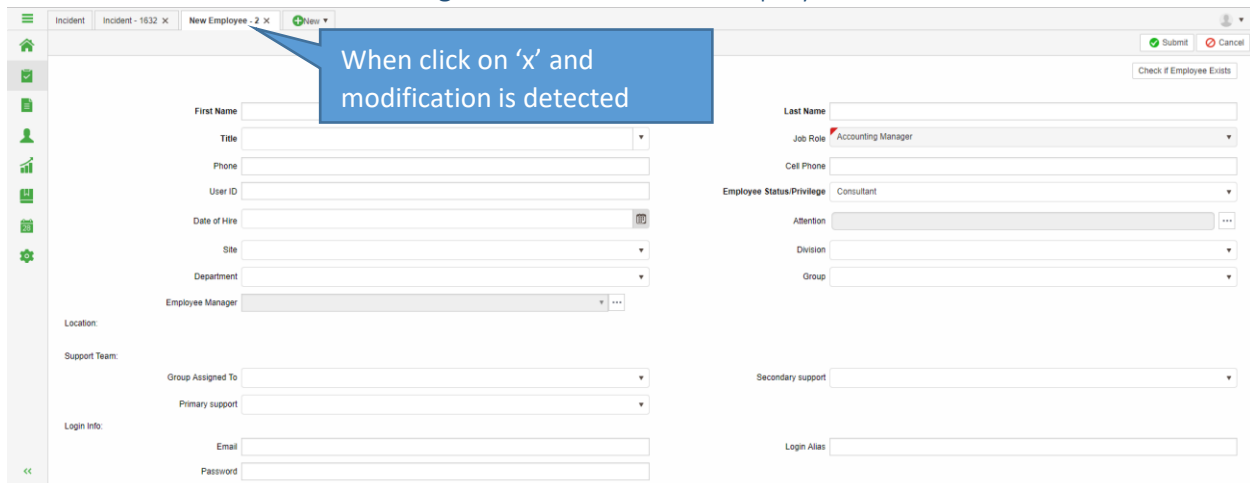 Incident Incident - 1632 × New Employee - 2 × New ▾
Submit Cancel
When click on ‘x’ and
modification is detected
Check if Employee Exists
First Name Last Name
Title Job Role Accounting Manager
Phone Cell Phone
User ID Employee Status/Privilege Consultant
Date of Hire Attention
20
Site Division
Department Group
Employee Manager
Location:
Support Team:
Group Assigned To Secondary support
Primary support
Login Info:
Email Login Alias
Password